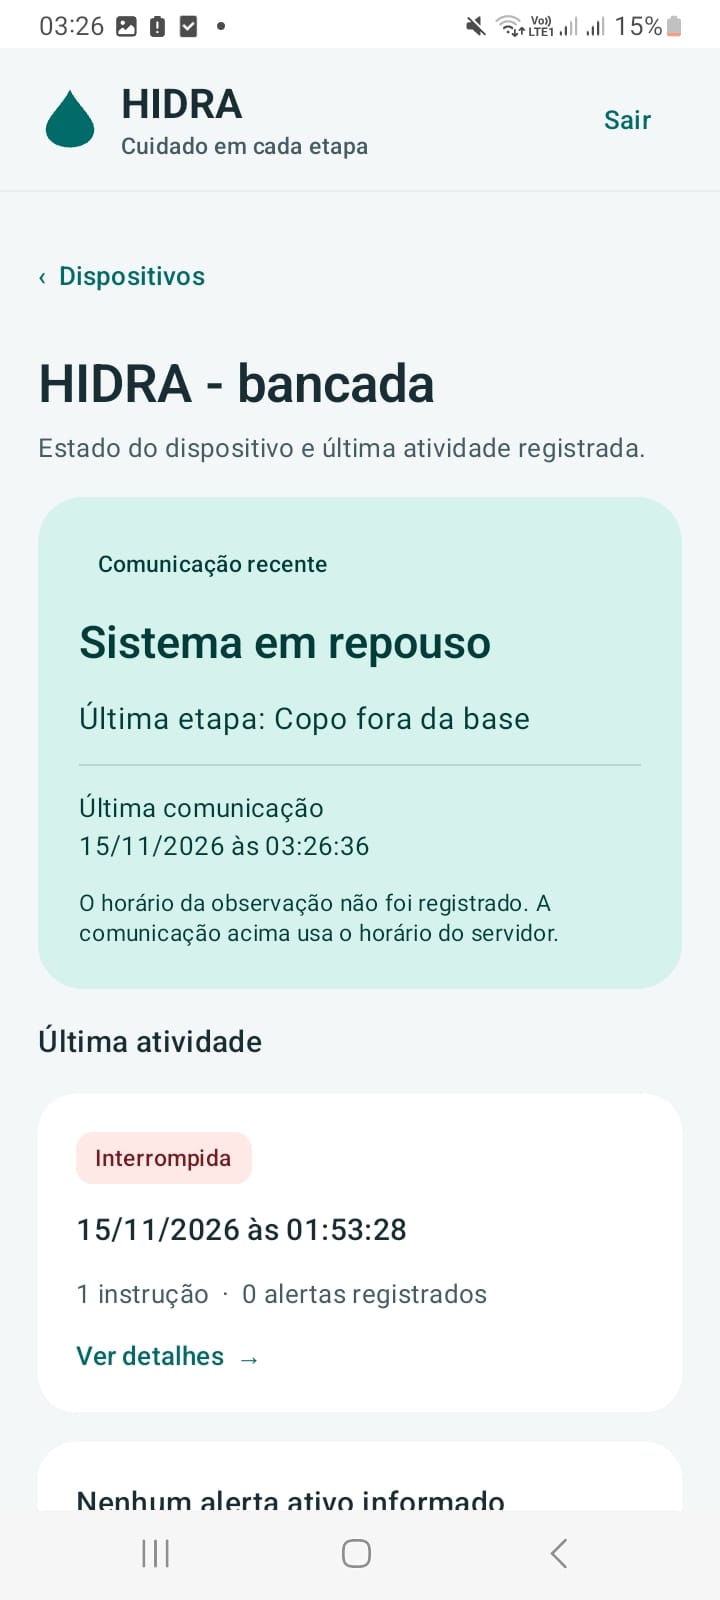 03:26
Vo))
LTE1
15%
HIDRA
Cuidado em cada etapa
Sair
‹ Dispositivos
HIDRA - bancada
Estado do dispositivo e última atividade registrada.
Comunicação recente
Sistema em repouso
Última etapa: Copo fora da base
Última comunicação
15/11/2026 às 03:26:36
O horário da observação não foi registrado. A
comunicação acima usa o horário do servidor.
Última atividade
Interrompida
15/11/2026 às 01:53:28
1 instrução · 0 alertas registrados
Ver detalhes →
Nenhum alerta ativo informado